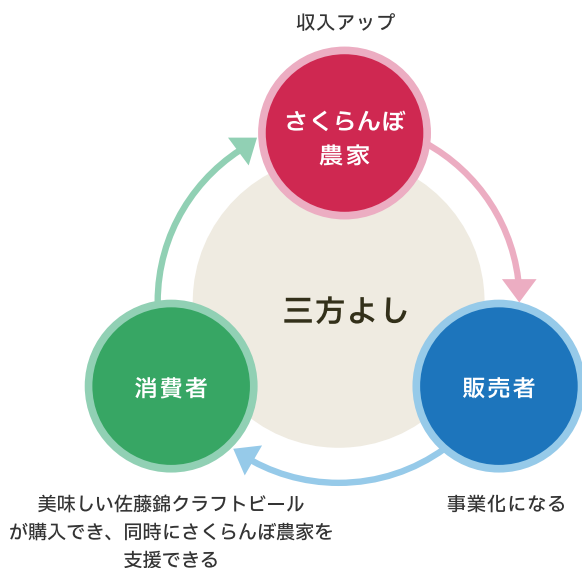 収入アップ
さくらんぼ
農家
三方よし
消費者
販売者
美味しい佐藤錦クラフトビール
が購入でき、同時にさくらんぼ農家を
支援できる
事業化になる